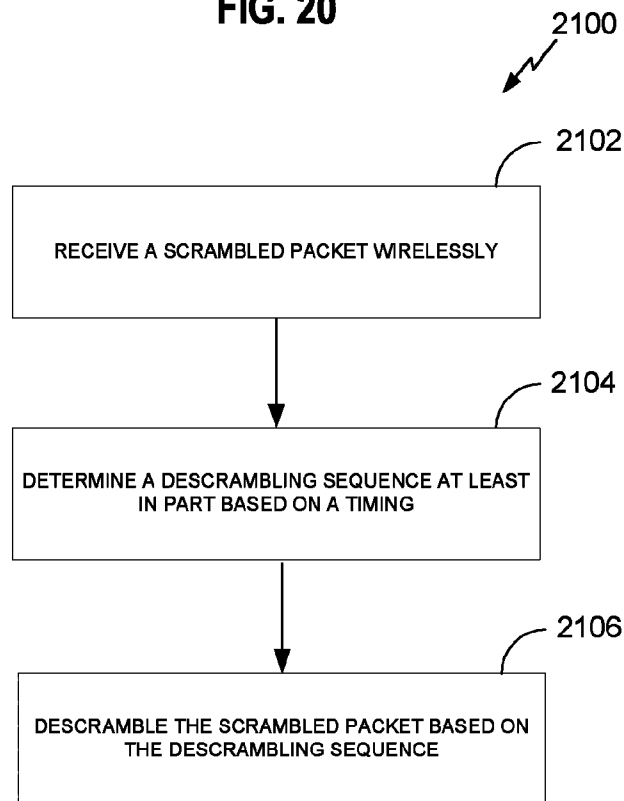 FIG. 20
2100
2102
RECEIVE A SCRAMBLED PACKET WIRELESSLY
2104
DETERMINE A DESCRAMBLING SEQUENCE AT LEAST
IN PART BASED ON A TIMING
2106
DESCRAMBLE THE SCRAMBLED PACKET BASED ON
THE DESCRAMBLING SEQUENCE